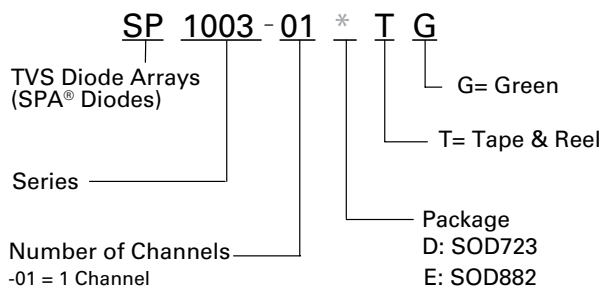 SP 1003 - 01 * T G
TVS Diode Arrays
(SPA® Diodes)
G= Green
T= Tape & Reel
Series
Package
D: SOD723
E: SOD882
Number of Channels
-01 = 1 Channel